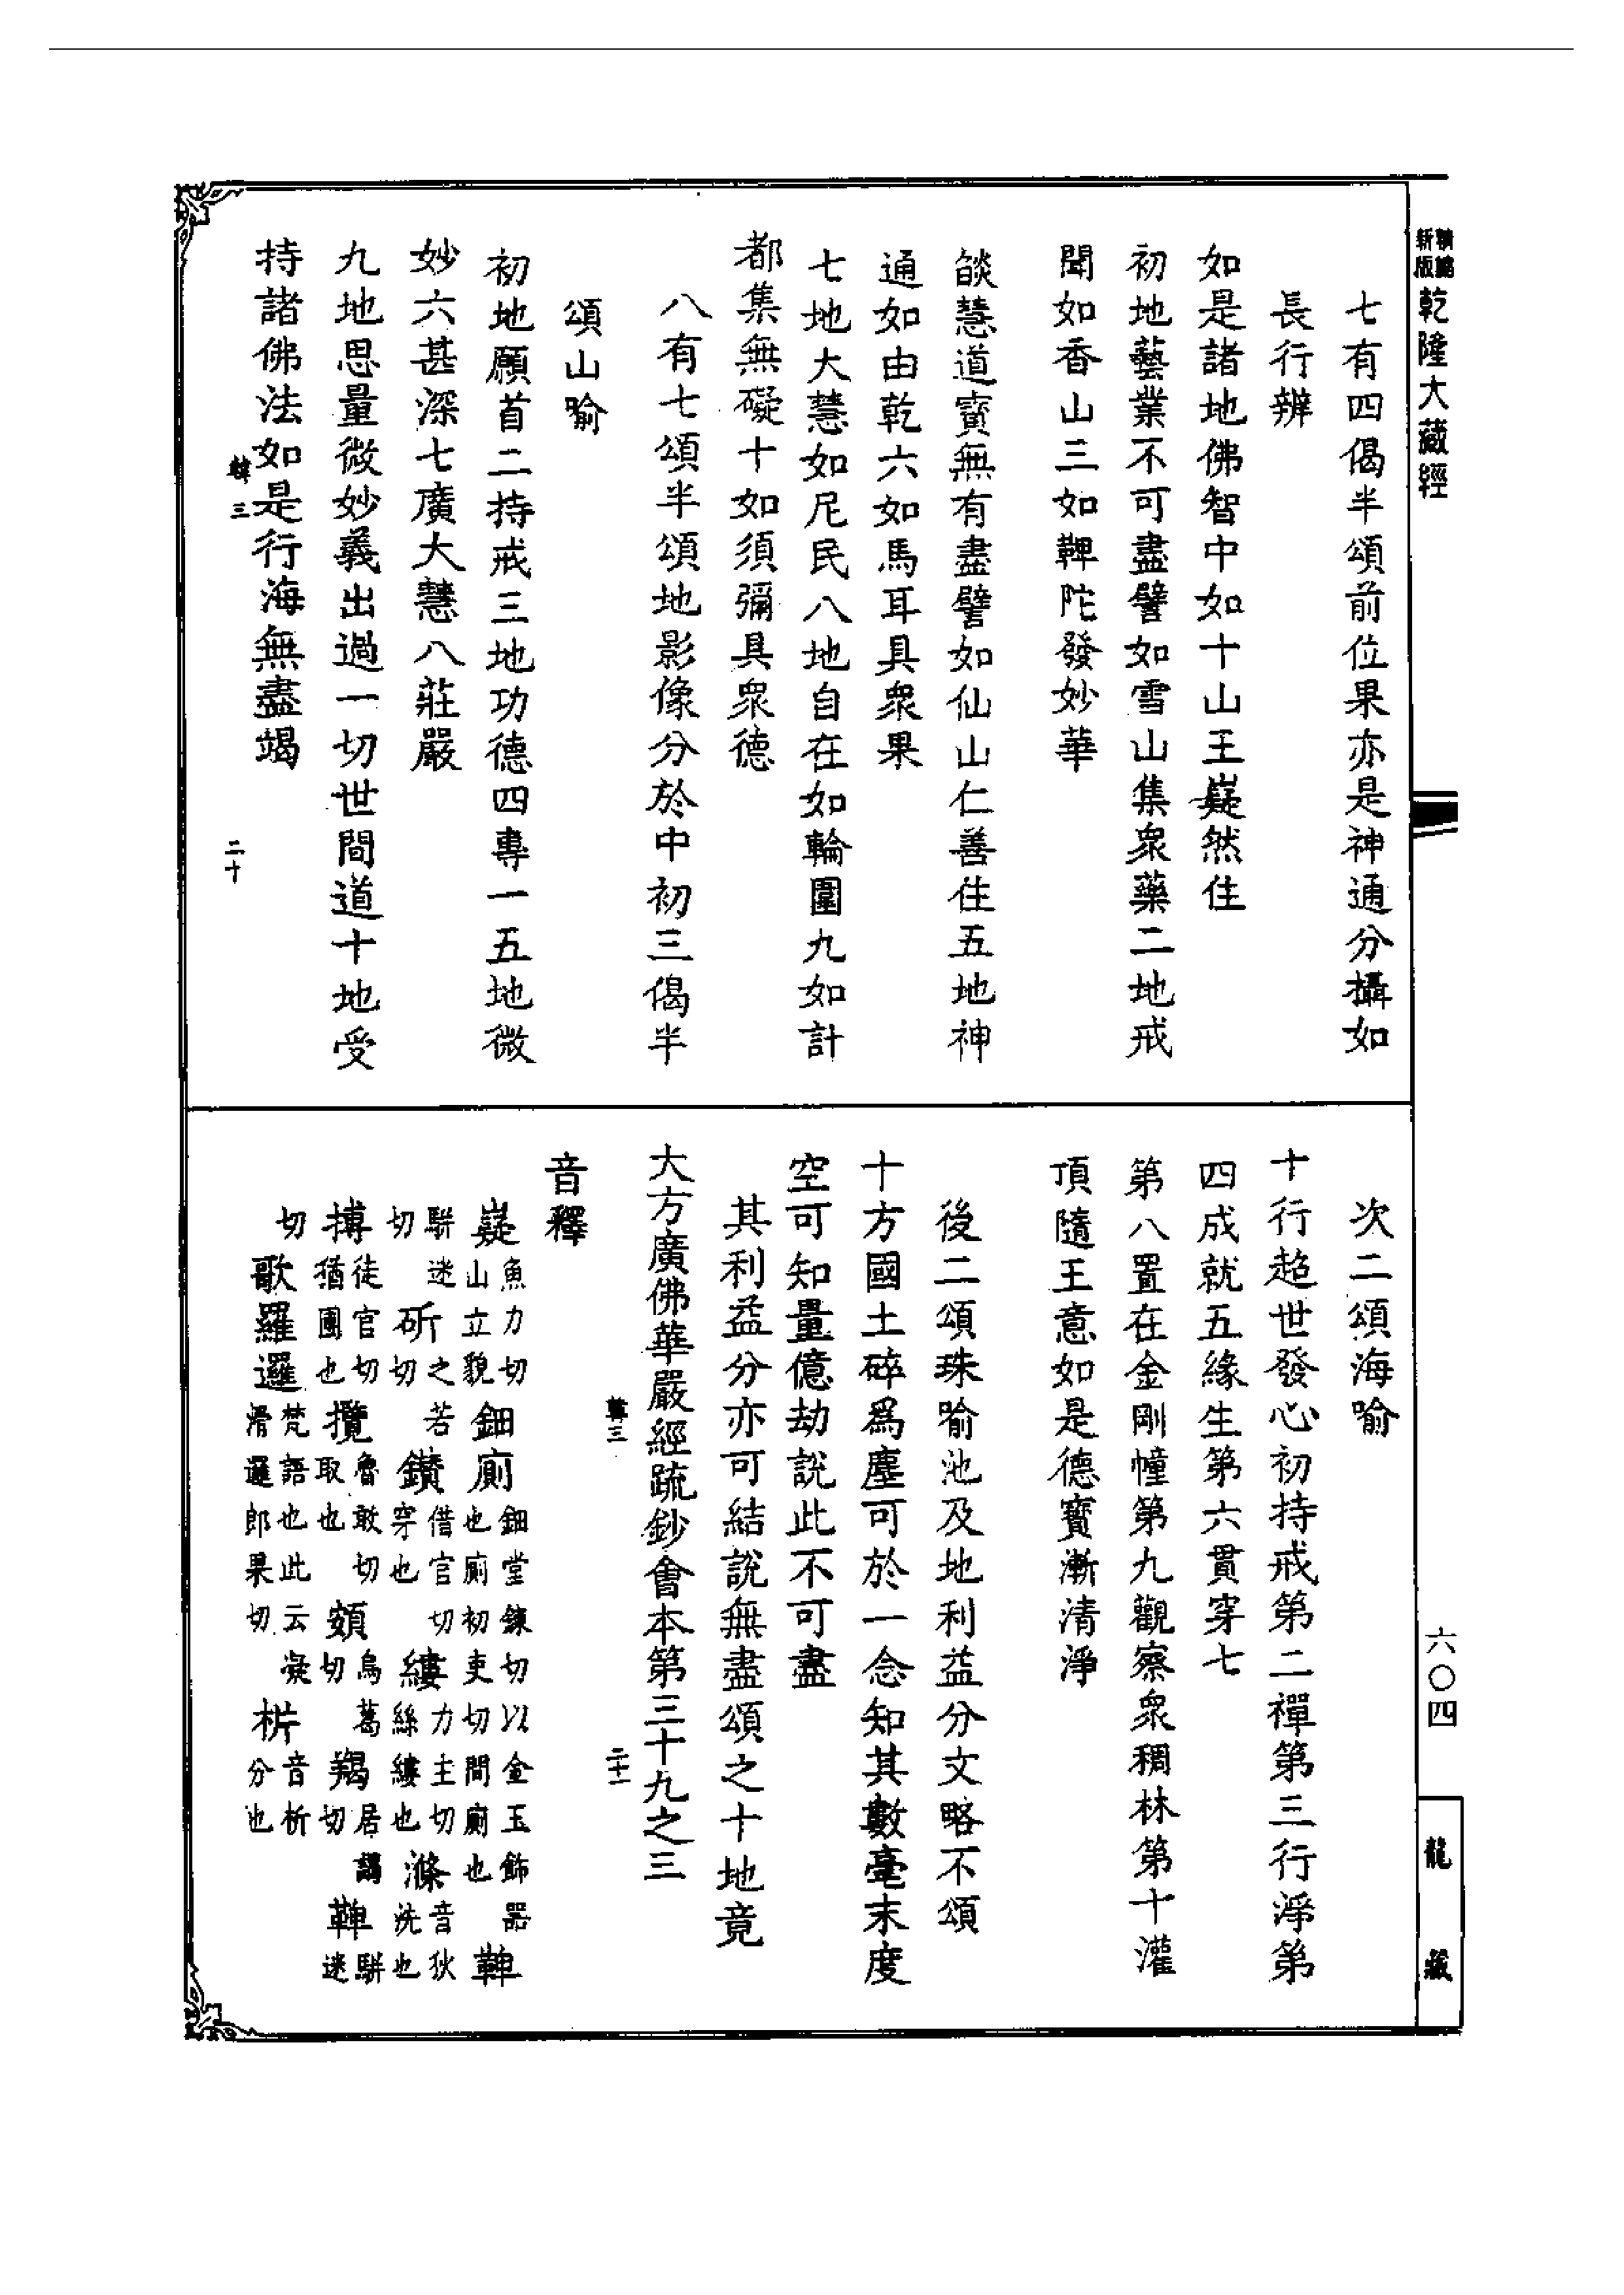 新版 精編 乾隆大藏經
七有四偈半頌前位果亦是神通分攝如
長行辨
如是諸地佛智中如十山王嶷然住
初地藝業不可盡譬如雪山集眾藥二地戒
聞如香山三如鞞陀發妙華
燄慧道寶無有盡譬如仙山仁善住五地神
通如由乾六如馬耳具眾果
七地大慧如尼民八地自在如輪圍九如計
都集無礙十如須彌具眾德
八有七頌半頌地影像分於中初三偈半
頌山喻
初地願首二持戒三地功德四專一五地微
妙六甚深七廣大慧八莊嚴
九地思量微妙義出過一切世間道十地受
持諸佛法如是行海無盡竭
韓三
二十
次二頌海喻
十行超世發心初持戒第二禪第三行淨第
四成就五緣生第六貫穿七
第八置在金剛幢第九觀察眾稠林第十灌
頂隨王意如是德寶漸清淨
後二頌珠喻池及地利益分文略不頌
十方國土碎爲塵可於一念知其數毫末度
空可知量億劫說此不可盡
其利益分亦可結說無盡頌之十地竟
大方廣佛華嚴經疏鈔會本第三十九之三
韓三
二十一
音釋
嶷魚力切山立貌鈿廁鈿堂鍊切以金玉飾器也廁初吏切間廁也鞞
駢迷切斫之若切鑚借官切穿也縷力主切絲縷也滌音狄洗也
搏徒官切猶團也攬魯敢切取也頞烏葛切羯居謁切鞞駢迷
切歌羅邏梵語也此云凝滑邏郎果切㭊音析分也
六〇四
龍藏